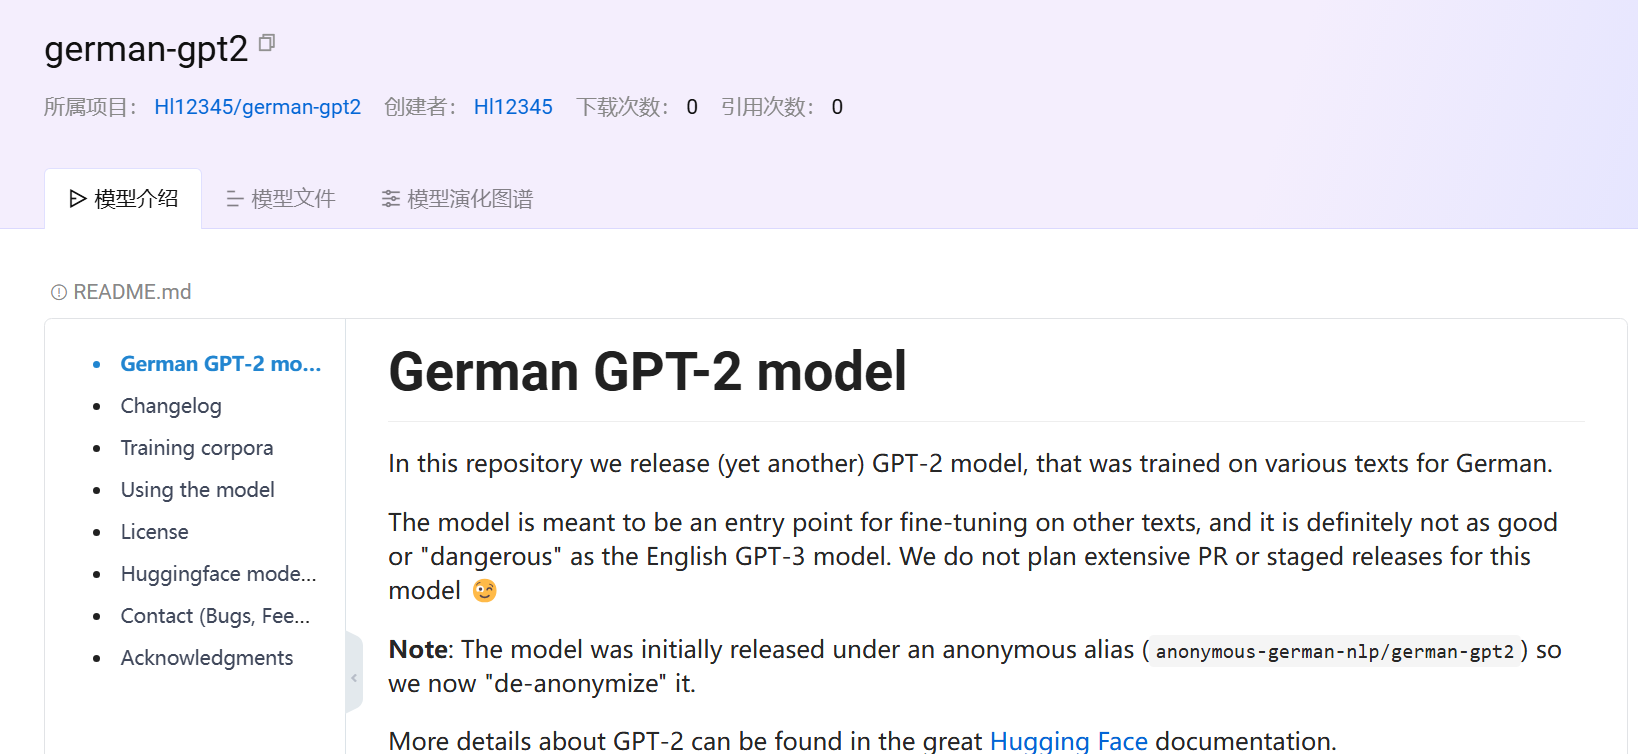 german-gpt2
所属项目： Hl12345/german-gpt2 创建者： Hl12345 下载次数： 0 引用次数： 0
模型介绍 模型文件 模型演化图谱
README.md
German GPT-2 mo...
Changelog
Training corpora
Using the model
License
Huggingface mode...
Contact (Bugs, Fee...
Acknowledgments
German GPT-2 model
In this repository we release (yet another) GPT-2 model, that was trained on various texts for German.
The model is meant to be an entry point for fine-tuning on other texts, and it is definitely not as good
or "dangerous" as the English GPT-3 model. We do not plan extensive PR or staged releases for this
model 😉
Note: The model was initially released under an anonymous alias (anonymous-german-nlp/german-gpt2) so
we now "de-anonymize" it.
More details about GPT-2 can be found in the great Hugging Face documentation.